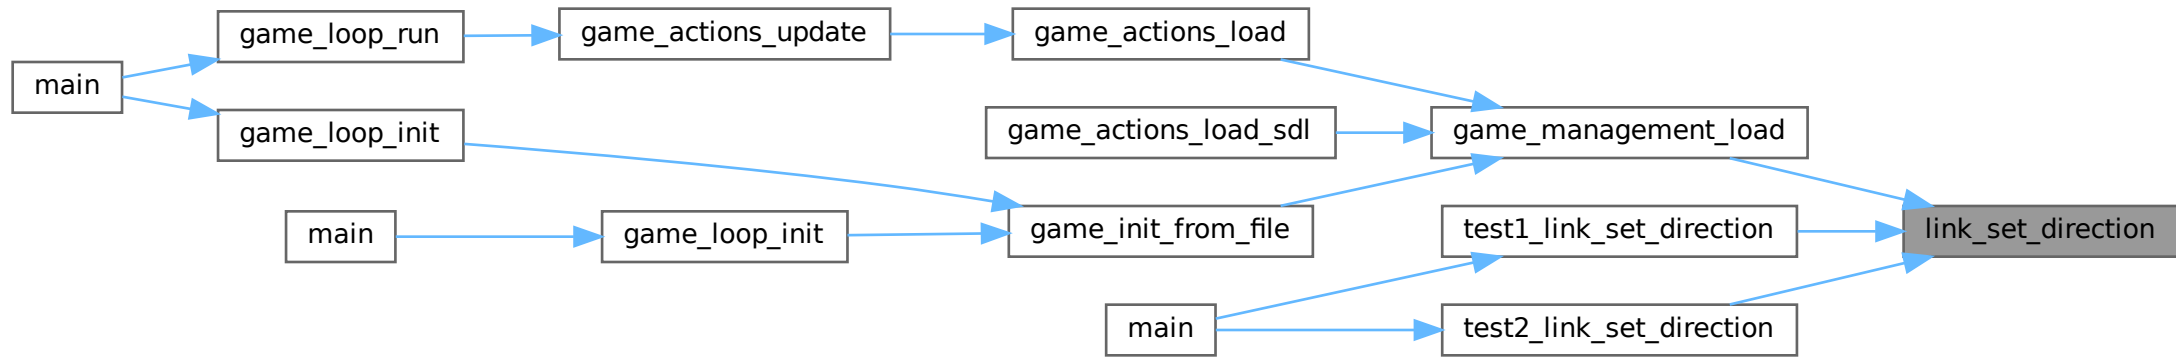 main
game_loop_run
game_actions_update
game_actions_load
game_loop_init
game_actions_load_sdl
game_management_load
main
game_loop_init
game_init_from_file
test1_link_set_direction
link_set_direction
main
test2_link_set_direction